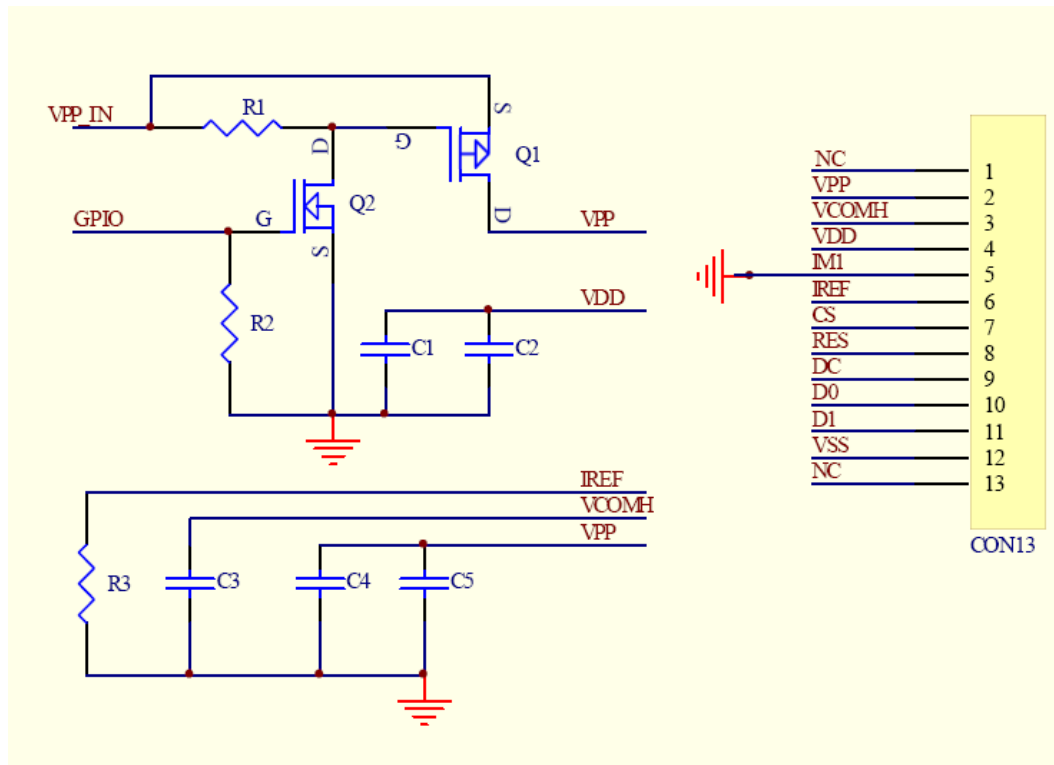 VPP_IN
R1
S
D
G
Q1
GPIO
G
Q2
D
VPP
S
R2
VDD
C1
C2
IREF
VCOMH
VPP
R3
C3
C4
C5
NC 1
VPP 2
VCOMH 3
VDD 4
IM1 5
IREF 6
CS 7
RES 8
DC 9
D0 10
D1 11
VSS 12
NC 13
CON13